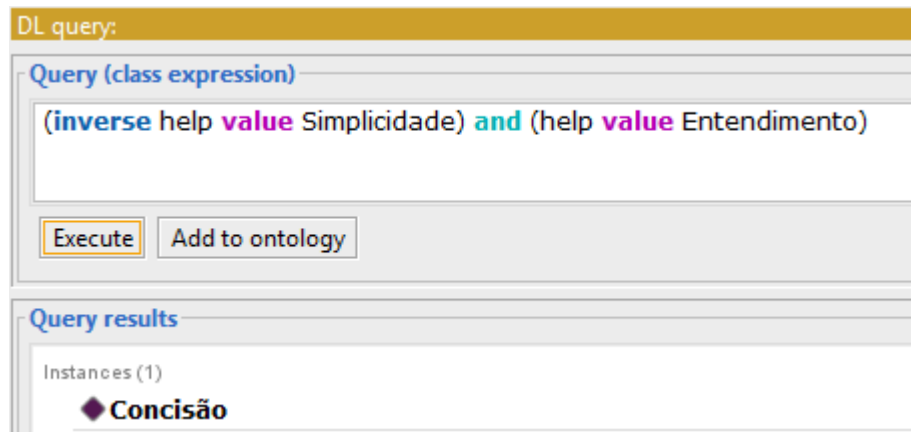 DL query:
Query (class expression)
(inverse help value Simplicidade) and (help value Entendimento)
Execute Add to ontology
Query results
Instances (1)
Concisão